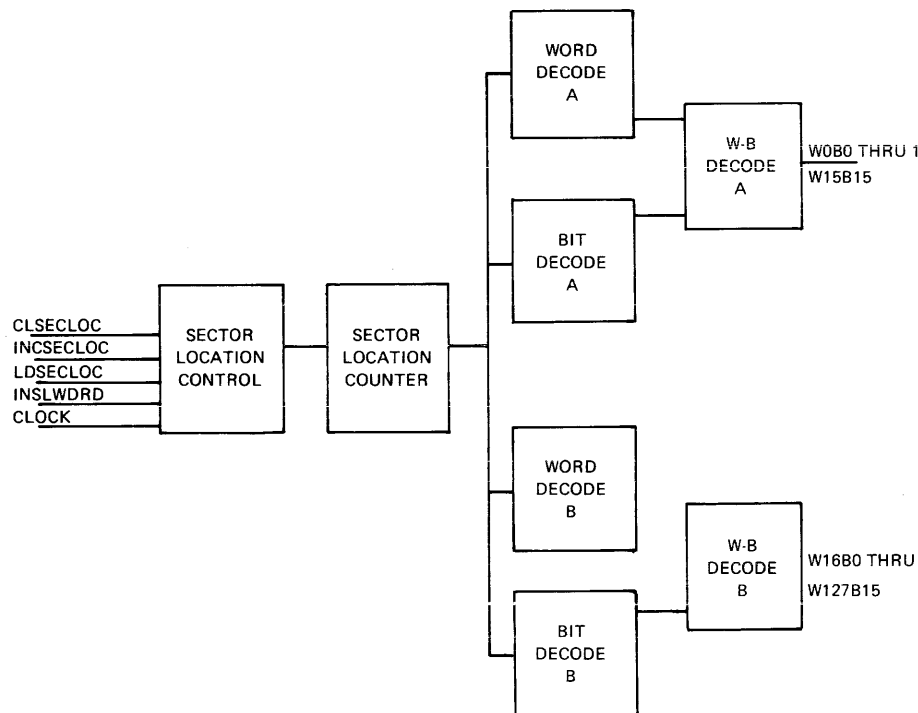 WORD
DECODE
A
W-B
DECODE
A
W0B0 THRU 1
W15B15
BIT
DECODE
A
CLSECLOC
INCSECLOC
LDSECLOC
INSLWDRD
CLOCK
SECTOR
LOCATION
CONTROL
SECTOR
LOCATION
COUNTER
WORD
DECODE
B
W-B
DECODE
B
W16B0 THRU
W127B15
BIT
DECODE
B